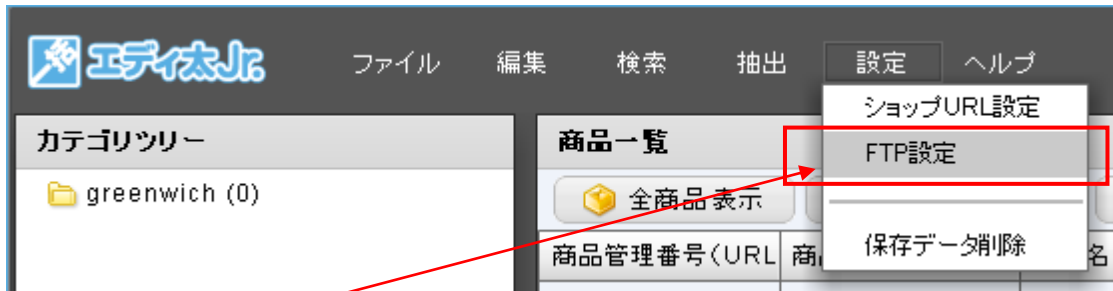 エディ太Jr. ファイル 編集 検索 抽出 設定 ヘルプ
ショップURL設定
カテゴリツリー 商品一覧 FTP設定
greenwich (0) 全商品表示
保存データ削除
商品管理番号(URL 商 名